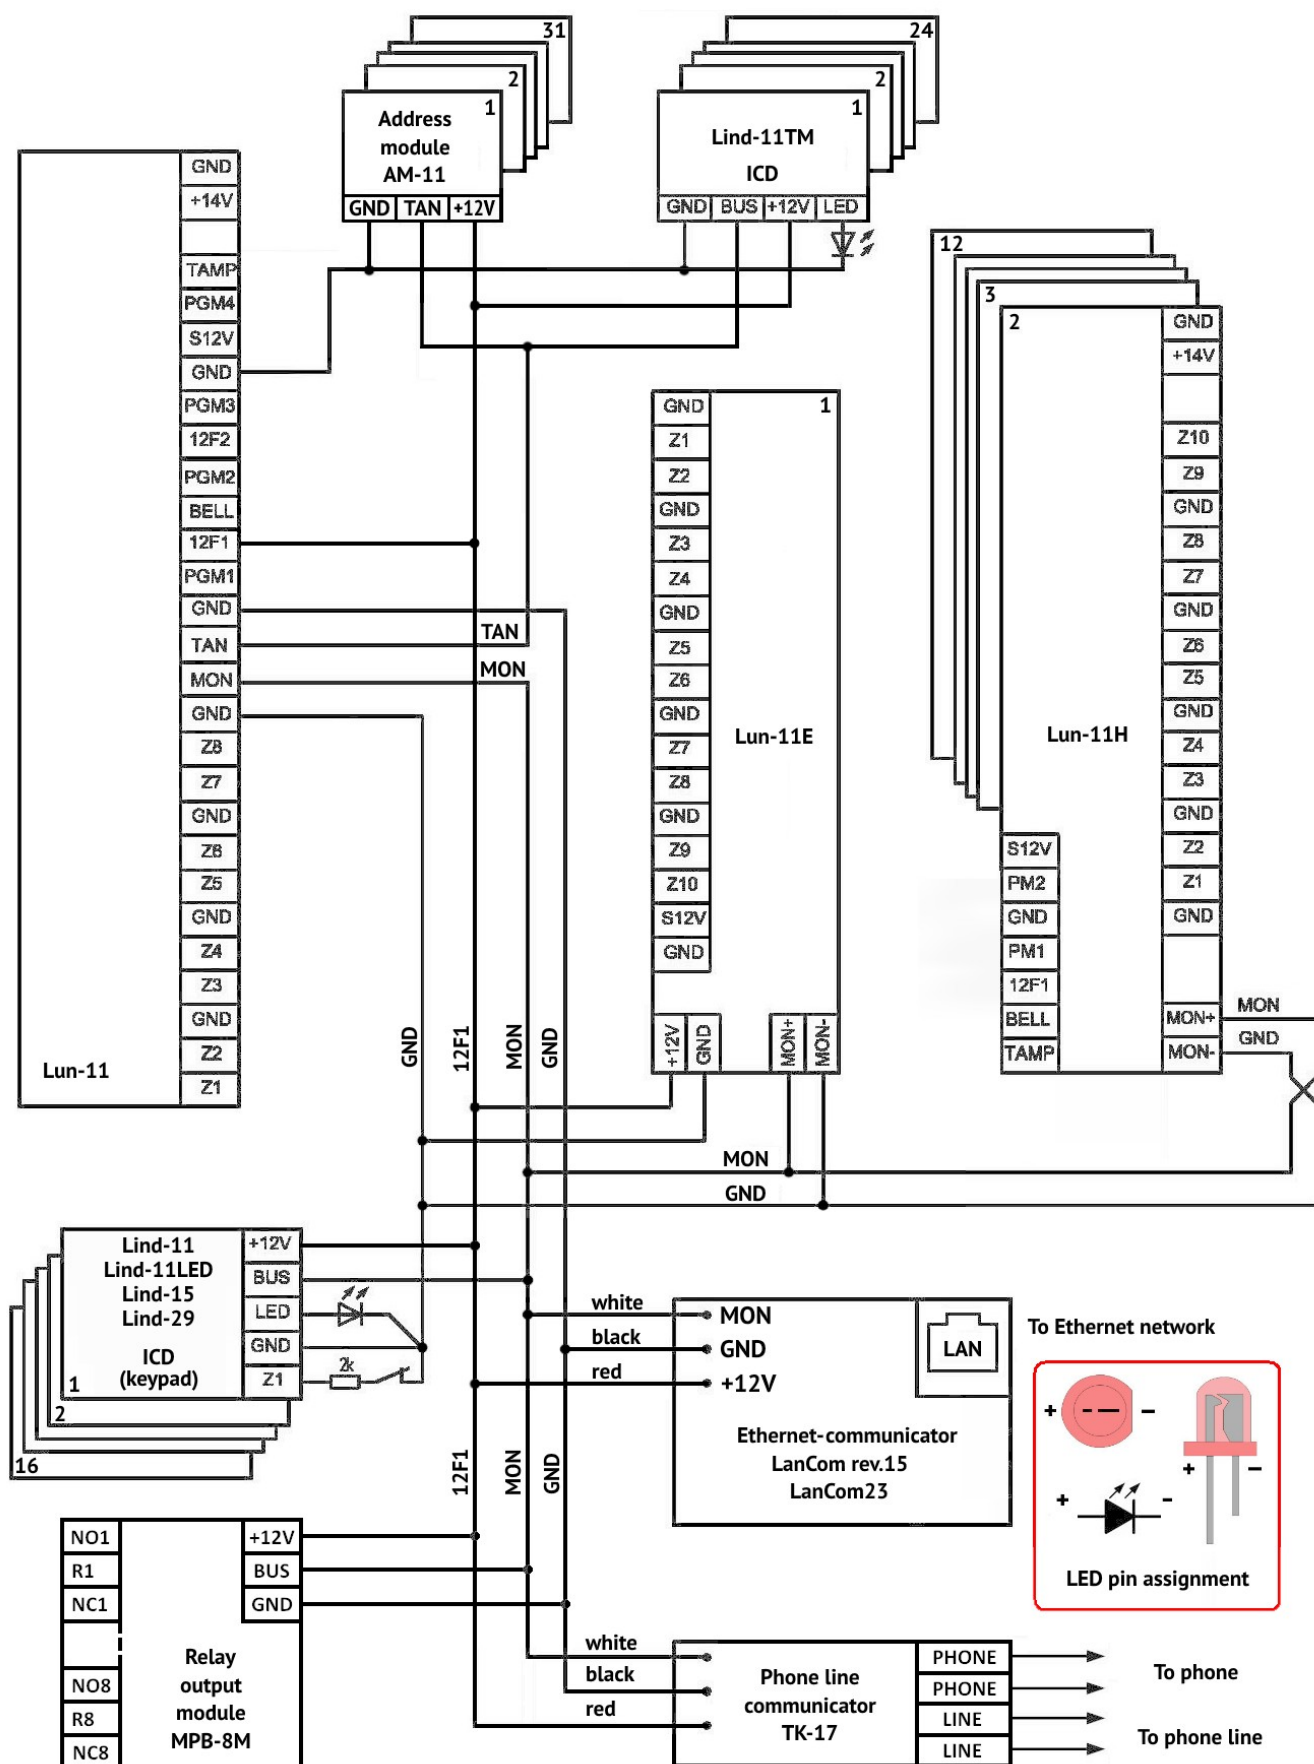 31
2
1
Address
module
AM-11
GND TAN +12V
24
2
1
Lind-11TM
ICD
GND BUS +12V LED
GND
+14V
TAMP
PGM4
S12V
GND
PGM3
12F2
PGM2
BELL
12F1
PGM1
GND
TAN
MON
GND
Z8
Z7
GND
Z6
Z5
GND
Z4
Z3
GND
Z2
Z1
Lun-11
TAN
MON
GND
12F1
MON
GND
1
GND
Z1
Z2
GND
Z3
Z4
GND
Z5
Z6
GND
Z7
Z8
GND
Z9
Z10
S12V
GND
Lun-11E
+12V
GND
MON+
MON-
12
3
2
GND
+14V
Z10
Z9
GND
Z8
Z7
GND
Z6
Z5
GND
Z4
Z3
GND
Z2
Z1
GND
MON+
MON-
Lun-11H
S12V
PM2
GND
PM1
12F1
BELL
TAMP
MON
GND
MON
GND
Lind-11
Lind-11LED
Lind-15
Lind-29
ICD
(keypad)
1
2
16
+12V
BUS
LED
GND
Z1
2k
12F1
MON
GND
white
black
red
MON
GND
+12V
LAN
Ethernet-communicator
LanCom rev.15
LanCom23
To Ethernet network
+ -
+ -
+ -
LED pin assignment
NO1
R1
NC1
NO8
R8
NC8
+12V
BUS
GND
Relay
output
module
MPB-8M
white
black
red
Phone line
communicator
TK-17
PHONE
PHONE
LINE
LINE
To phone
To phone line